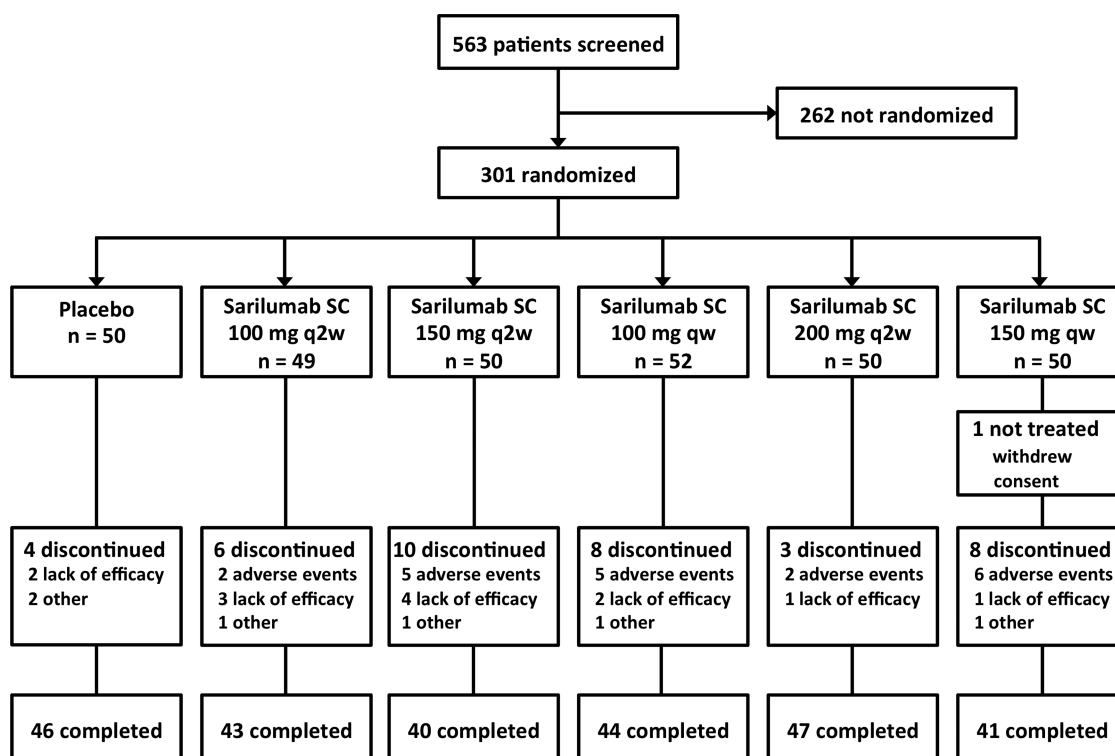 563 patients screened
262 not randomized
301 randomized
Placebo
n = 50
Sarilumab SC
100 mg q2w
n = 49
Sarilumab SC
150 mg q2w
n = 50
Sarilumab SC
100 mg qw
n = 52
Sarilumab SC
200 mg q2w
n = 50
Sarilumab SC
150 mg qw
n = 50
1 not treated
withdrew
consent
4 discontinued
2 lack of efficacy
2 other
6 discontinued
2 adverse events
3 lack of efficacy
1 other
10 discontinued
5 adverse events
4 lack of efficacy
1 other
8 discontinued
5 adverse events
2 lack of efficacy
1 other
3 discontinued
2 adverse events
1 lack of efficacy
8 discontinued
6 adverse events
1 lack of efficacy
1 other
46 completed
43 completed
40 completed
44 completed
47 completed
41 completed